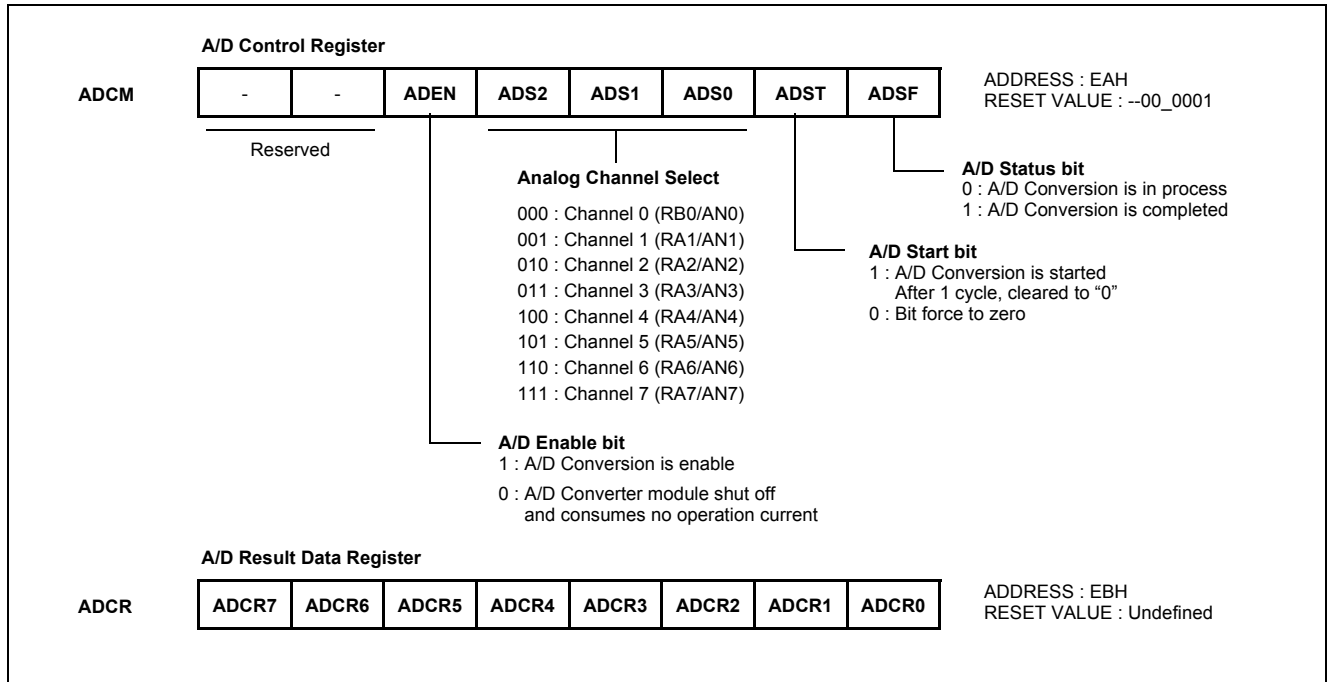 A/D Control Register
ADCM - - ADEN ADS2 ADS1 ADS0 ADST ADSF
ADDRESS : EAH
RESET VALUE : --00_0001
Reserved
Analog Channel Select
000 : Channel 0 (RB0/AN0)
001 : Channel 1 (RA1/AN1)
010 : Channel 2 (RA2/AN2)
011 : Channel 3 (RA3/AN3)
100 : Channel 4 (RA4/AN4)
101 : Channel 5 (RA5/AN5)
110 : Channel 6 (RA6/AN6)
111 : Channel 7 (RA7/AN7)
A/D Status bit
0 : A/D Conversion is in process
1 : A/D Conversion is completed
A/D Start bit
1 : A/D Conversion is started
After 1 cycle, cleared to “0”
0 : Bit force to zero
A/D Enable bit
1 : A/D Conversion is enable
0 : A/D Converter module shut off
and consumes no operation current
A/D Result Data Register
ADCR ADCR7 ADCR6 ADCR5 ADCR4 ADCR3 ADCR2 ADCR1 ADCR0
ADDRESS : EBH
RESET VALUE : Undefined